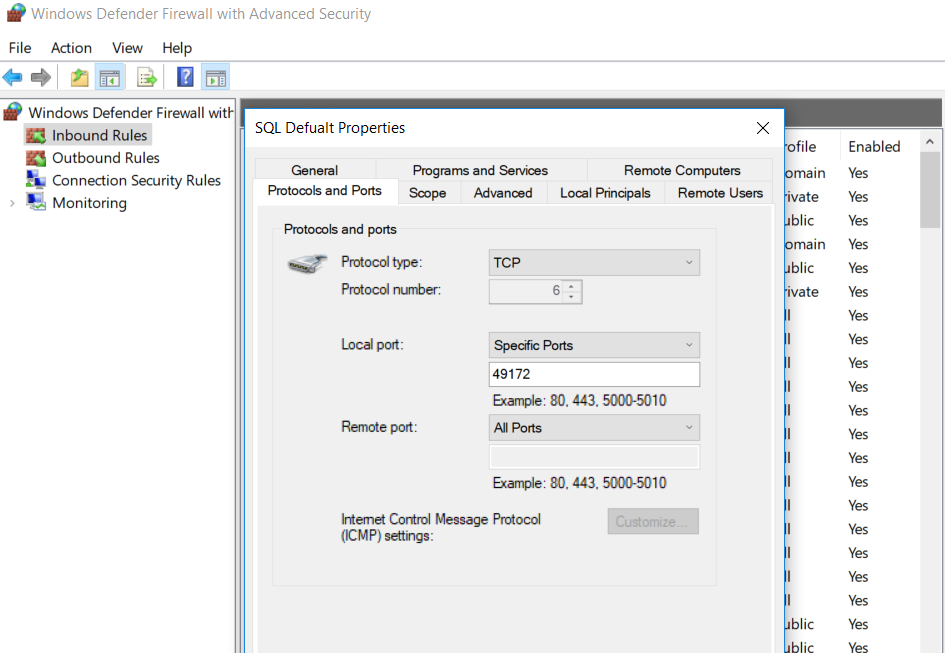 Windows Defender Firewall with Advanced Security
File Action View Help
Windows Defender Firewall with
Inbound Rules
Outbound Rules
Connection Security Rules
Monitoring
SQL Defualt Properties
General Programs and Services Remote Computers
Protocols and Ports Scope Advanced Local Principals Remote Users
Protocols and ports
Protocol type: TCP
Protocol number: 6
Local port: Specific Ports
49172
Example: 80, 443, 5000-5010
Remote port: All Ports
Example: 80, 443, 5000-5010
Internet Control Message Protocol
(ICMP) settings: Customize...
ofile Enabled
omain Yes
ivate Yes
ublic Yes
omain Yes
ublic Yes
ivate Yes
ll Yes
ll Yes
ll Yes
ll Yes
ll Yes
ll Yes
ll Yes
ll Yes
ll Yes
ll Yes
ll Yes
ll Yes
ll Yes
ublic Yes
ublic Yes